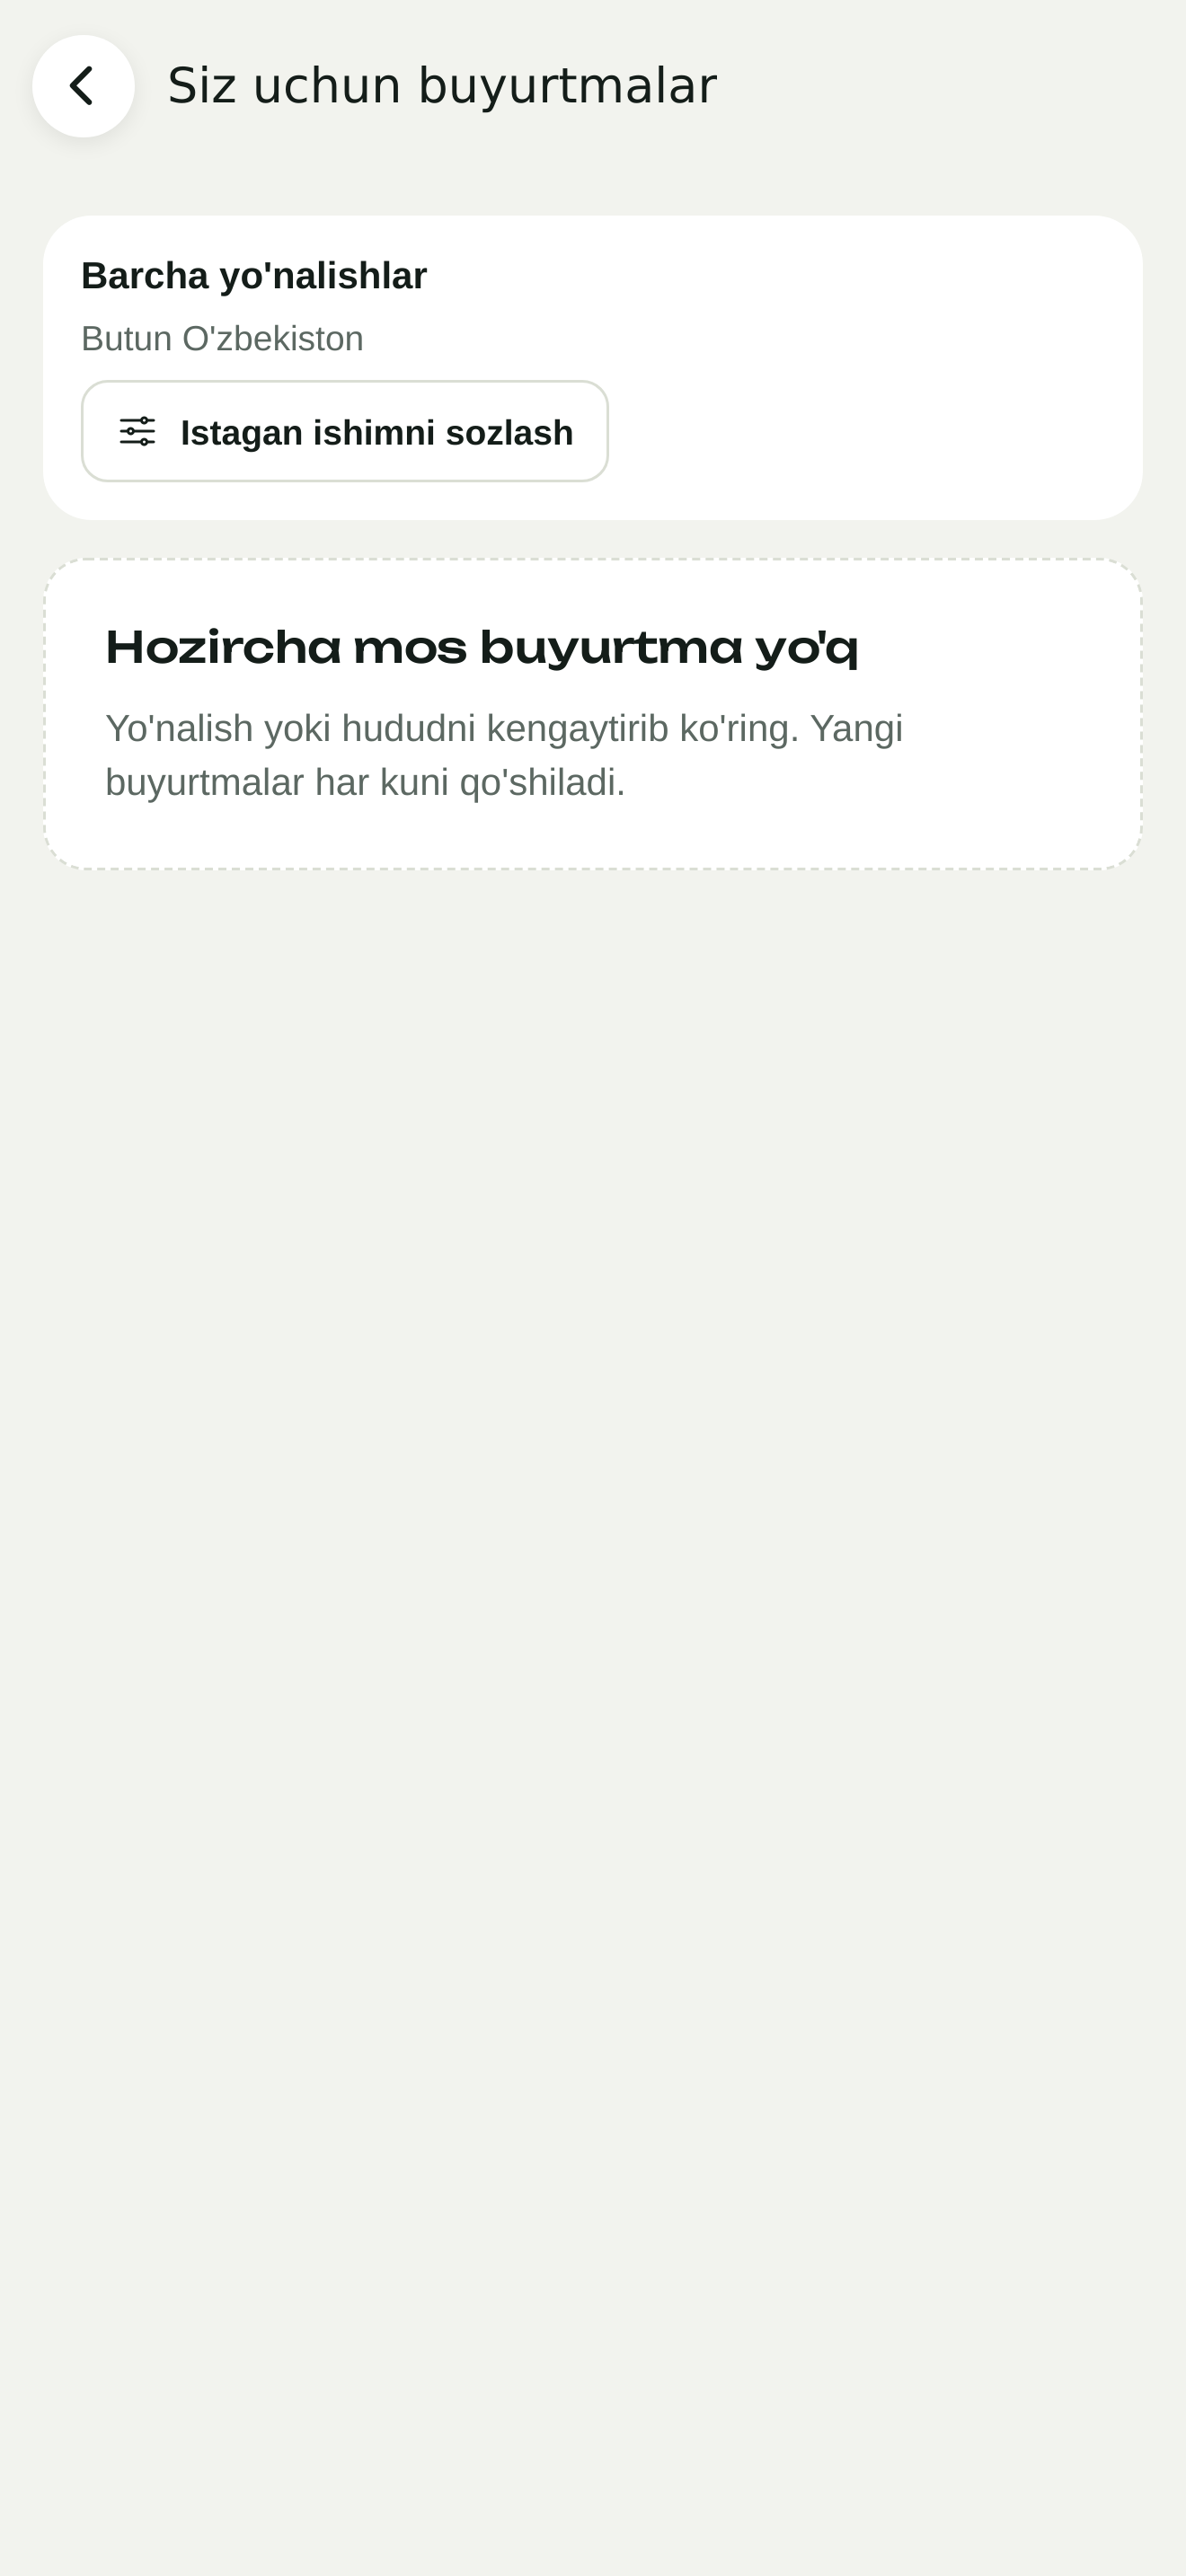 Siz uchun buyurtmalar
Barcha yo'nalishlar
Butun O'zbekiston
Istagan ishimni sozlash
Hozircha mos buyurtma yo'q
Yo'nalish yoki hududni kengaytirib ko'ring. Yangi
buyurtmalar har kuni qo'shiladi.